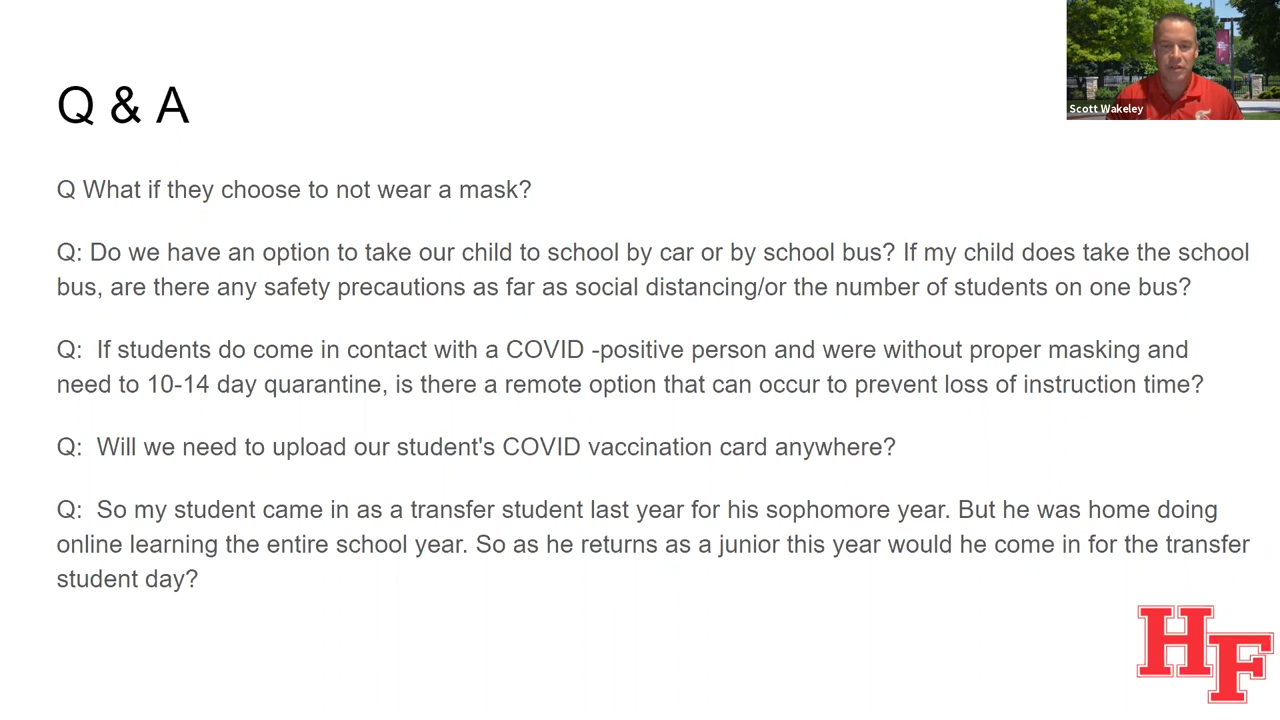 Scott Wakeley
Q & A
Q What if they choose to not wear a mask?
Q: Do we have an option to take our child to school by car or by school bus? If my child does take the school
bus, are there any safety precautions as far as social distancing/or the number of students on one bus?
Q:  If students do come in contact with a COVID -positive person and were without proper masking and
need to 10-14 day quarantine, is there a remote option that can occur to prevent loss of instruction time?
Q:  Will we need to upload our student's COVID vaccination card anywhere?
Q:  So my student came in as a transfer student last year for his sophomore year. But he was home doing
online learning the entire school year. So as he returns as a junior this year would he come in for the transfer
student day?
HF